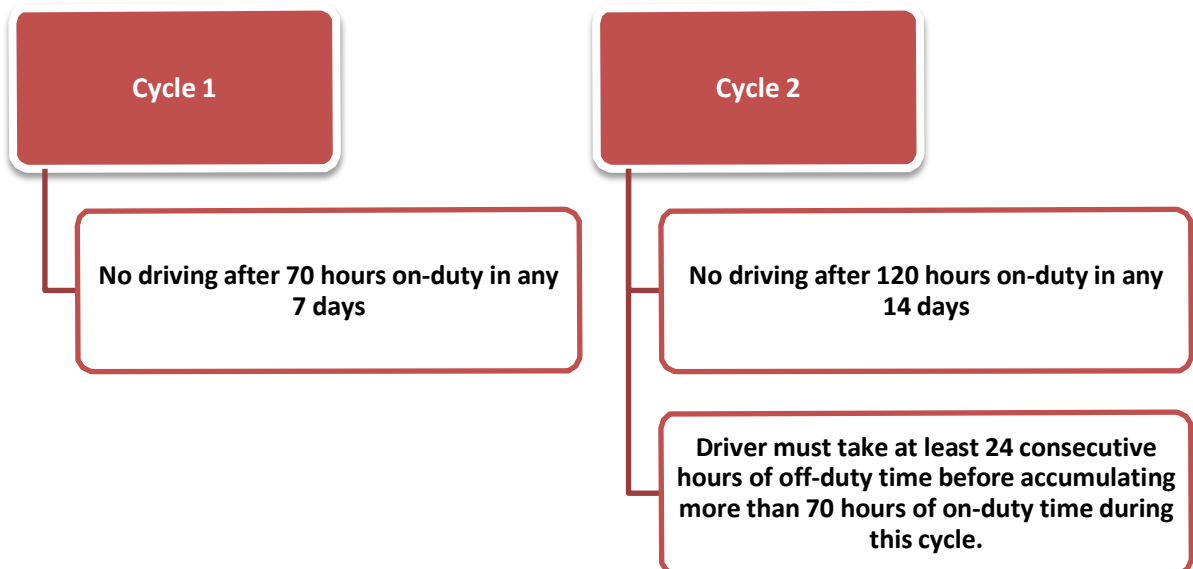 Cycle 1
No driving after 70 hours on-duty in any
7 days
Cycle 2
No driving after 120 hours on-duty in any
14 days
Driver must take at least 24 consecutive
hours of off-duty time before accumulating
more than 70 hours of on-duty time during
this cycle.